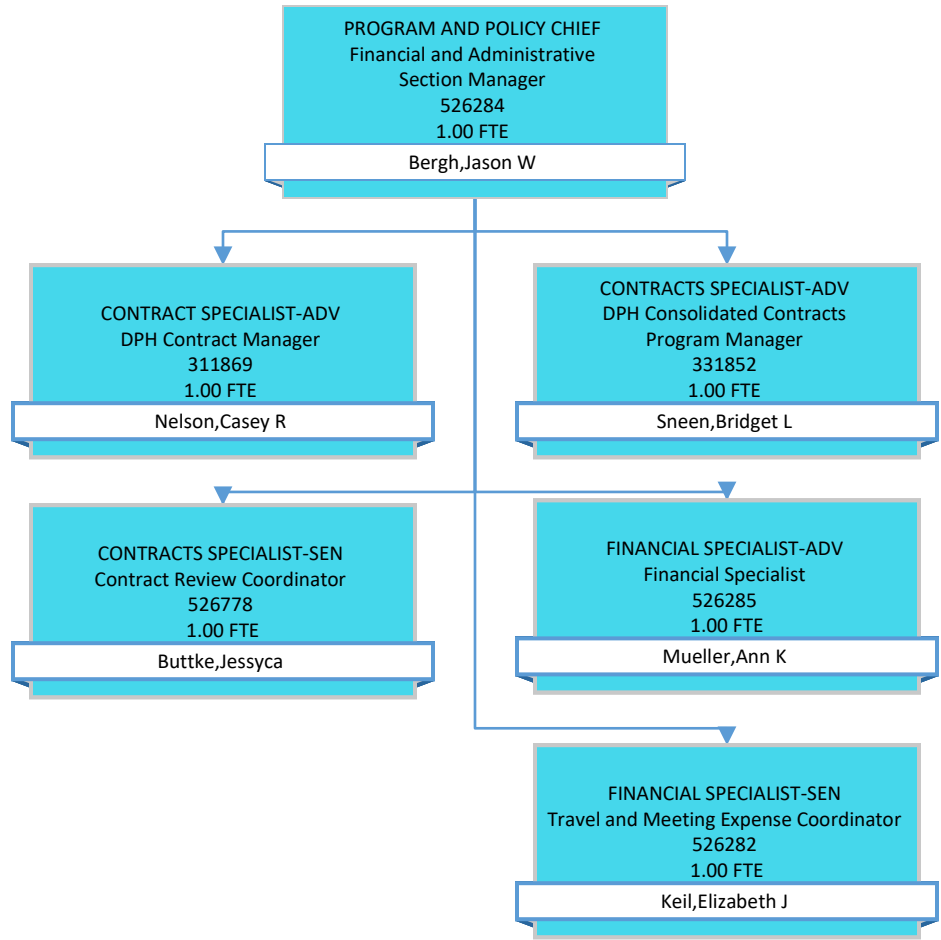 PROGRAM AND POLICY CHIEF
Financial and Administrative
Section Manager
526284
1.00 FTE
Bergh,Jason W
CONTRACT SPECIALIST-ADV
DPH Contract Manager
311869
1.00 FTE
Nelson,Casey R
CONTRACTS SPECIALIST-ADV
DPH Consolidated Contracts
Program Manager
331852
1.00 FTE
Sneen,Bridget L
CONTRACTS SPECIALIST-SEN
Contract Review Coordinator
526778
1.00 FTE
Buttke,Jessyca
FINANCIAL SPECIALIST-ADV
Financial Specialist
526285
1.00 FTE
Mueller,Ann K
FINANCIAL SPECIALIST-SEN
Travel and Meeting Expense Coordinator
526282
1.00 FTE
Keil,Elizabeth J